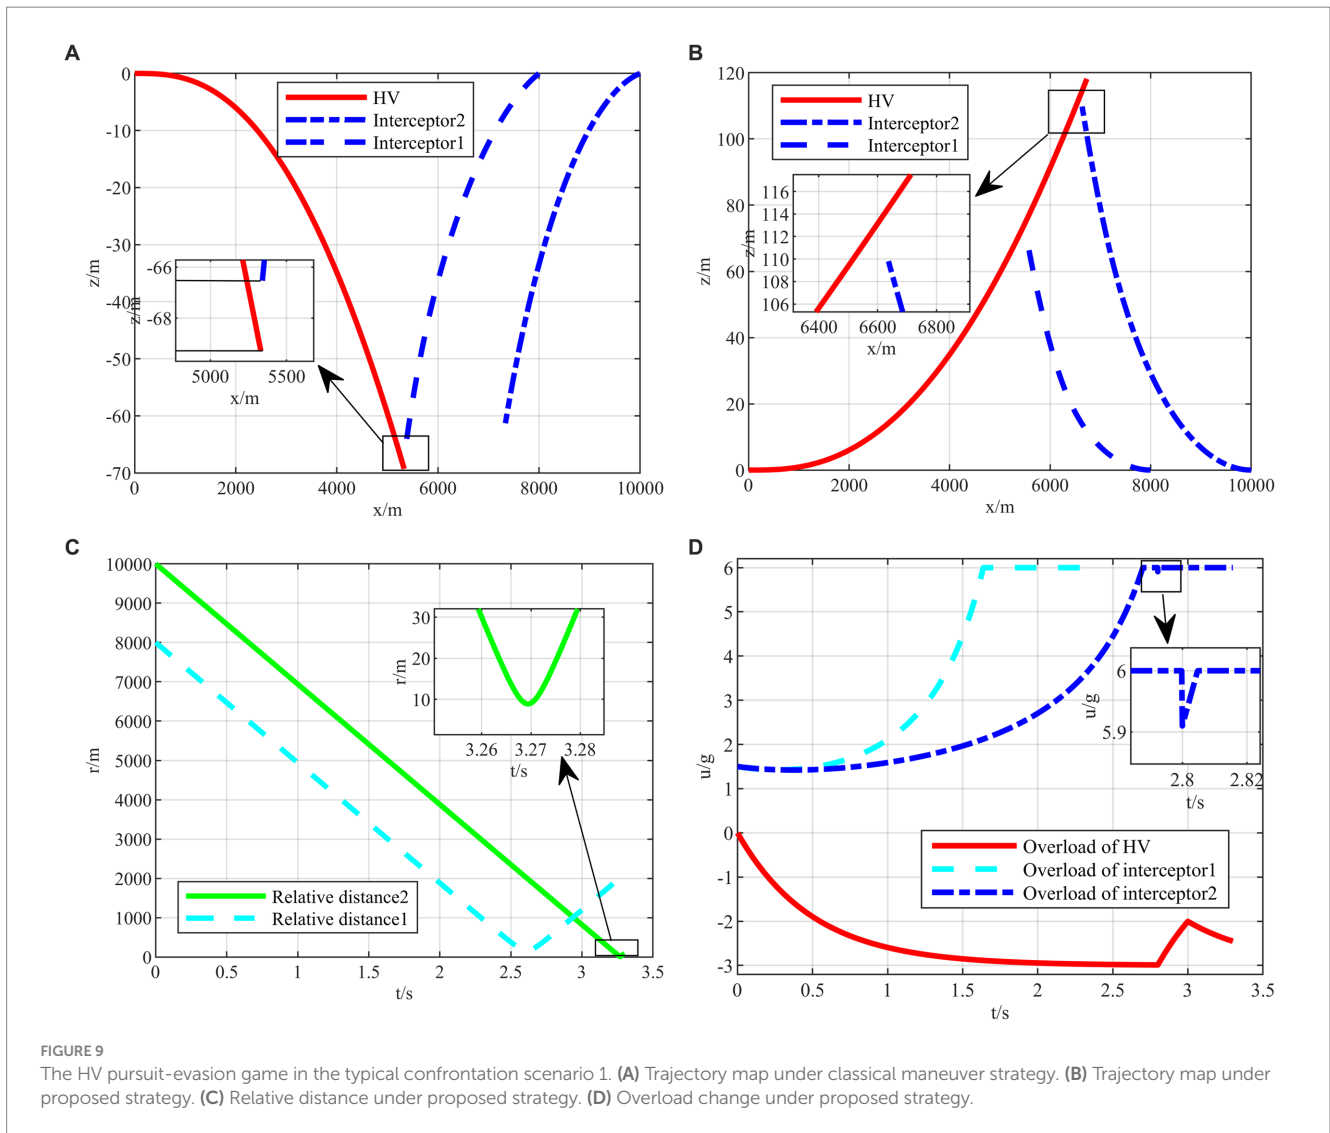 A
0
-10
-20
-30
-40
-50
-60
-70
z/m
0
2000
4000
6000
8000
10000
x/m
HV
Interceptor2
Interceptor1
-66
-68
z/m
5000
5500
x/m
B
120
100
80
60
40
20
0
z/m
0
2000
4000
6000
8000
10000
x/m
HV
Interceptor2
Interceptor1
116
114
112
110
108
106
z/m
6400
6600
6800
x/m
C
10000
9000
8000
7000
6000
5000
4000
3000
2000
1000
0
r/m
0
0.5
1
1.5
2
2.5
3
3.5
t/s
30
20
10
r/m
3.26
3.27
3.28
t/s
Relative distance2
Relative distance1
D
6
5
4
3
2
1
0
-1
-2
-3
u/g
0
0.5
1
1.5
2
2.5
3
3.5
t/s
6
5.9
u/g
2.8
2.82
t/s
Overload of HV
Overload of interceptor1
Overload of interceptor2
FIGURE 9
The HV pursuit-evasion game in the typical confrontation scenario 1. (A) Trajectory map under classical maneuver strategy. (B) Trajectory map under
proposed strategy. (C) Relative distance under proposed strategy. (D) Overload change under proposed strategy.